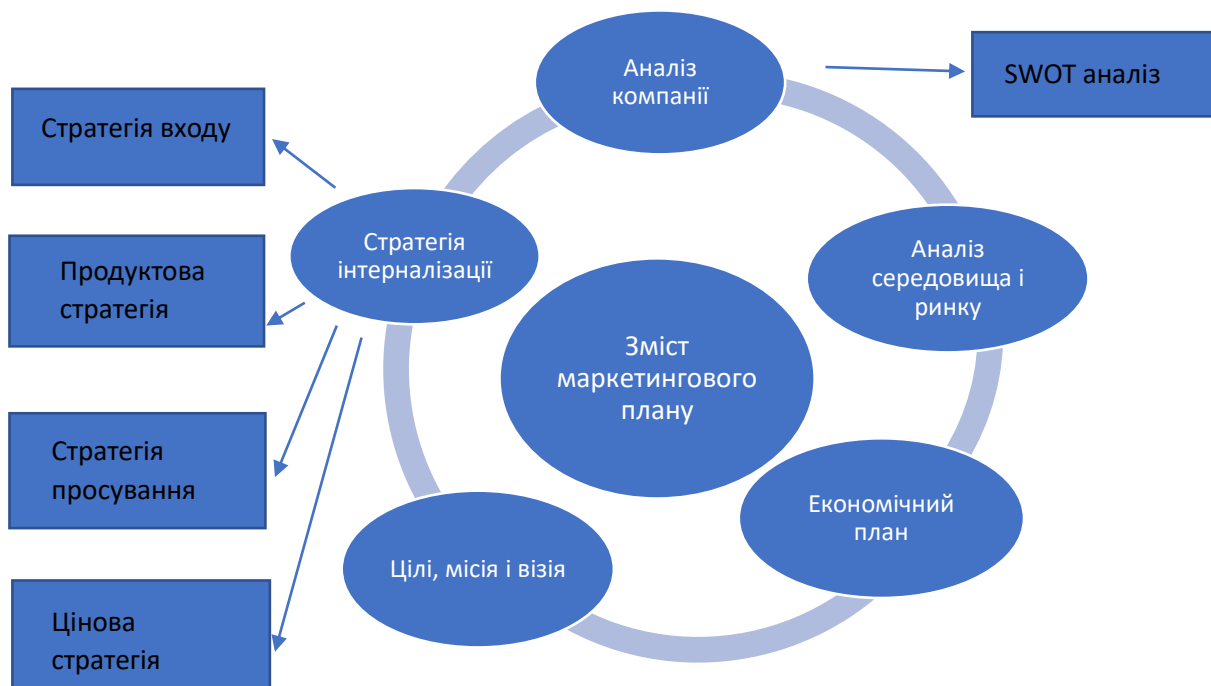 Аналіз
компанії
SWOT аналіз
Стратегія входу
Стратегія
інтерналізації
Аналіз
середовища і
ринку
Продуктова
стратегія
Зміст
маркетингового
плану
Стратегія
просування
Економічний
план
Цілі, місія і візія
Цінова
стратегія